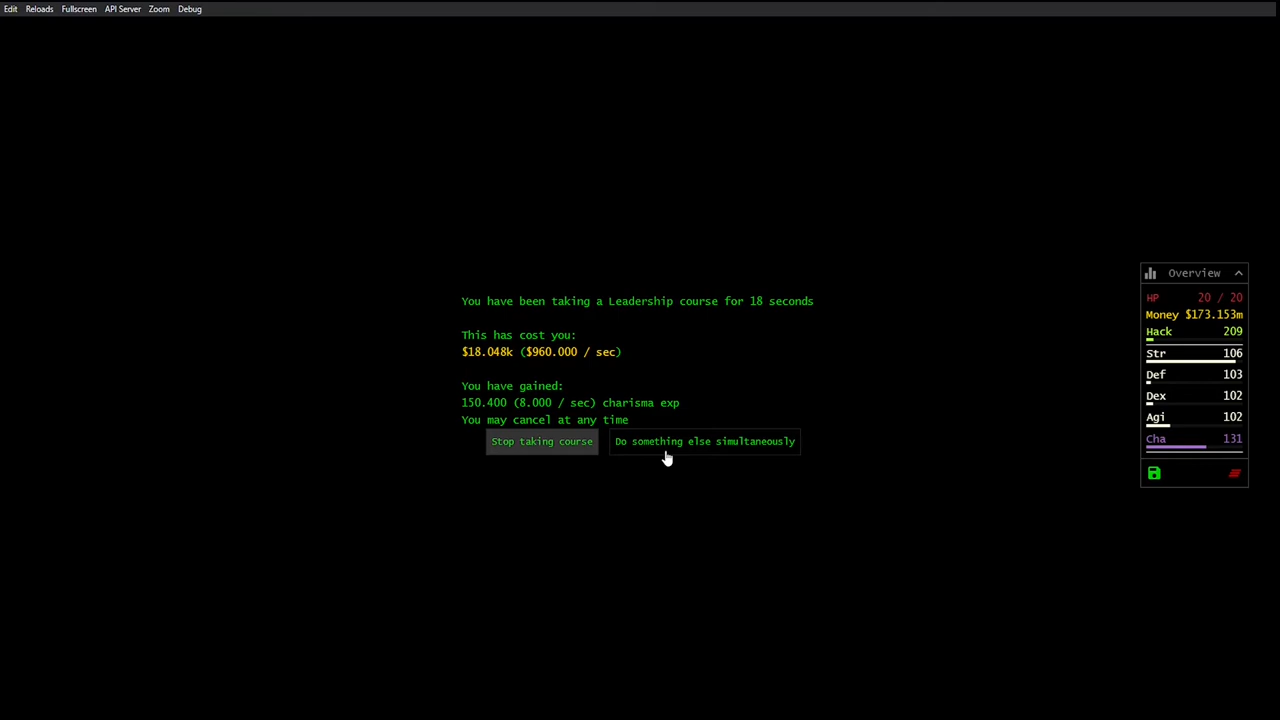 Edit Reloads Fullscreen API Server Zoom Debug
You have been taking a Leadership course for 18 seconds
This has cost you:
$18.048k ($960.000 / sec)
You have gained:
150.400 (8.000 / sec) charisma exp
You may cancel at any time
Stop taking course Do something else simultaneously
Overview
HP 20 / 20
Money $173.153m
Hack 209
Str 106
Def 103
Dex 102
Agi 102
Cha 131